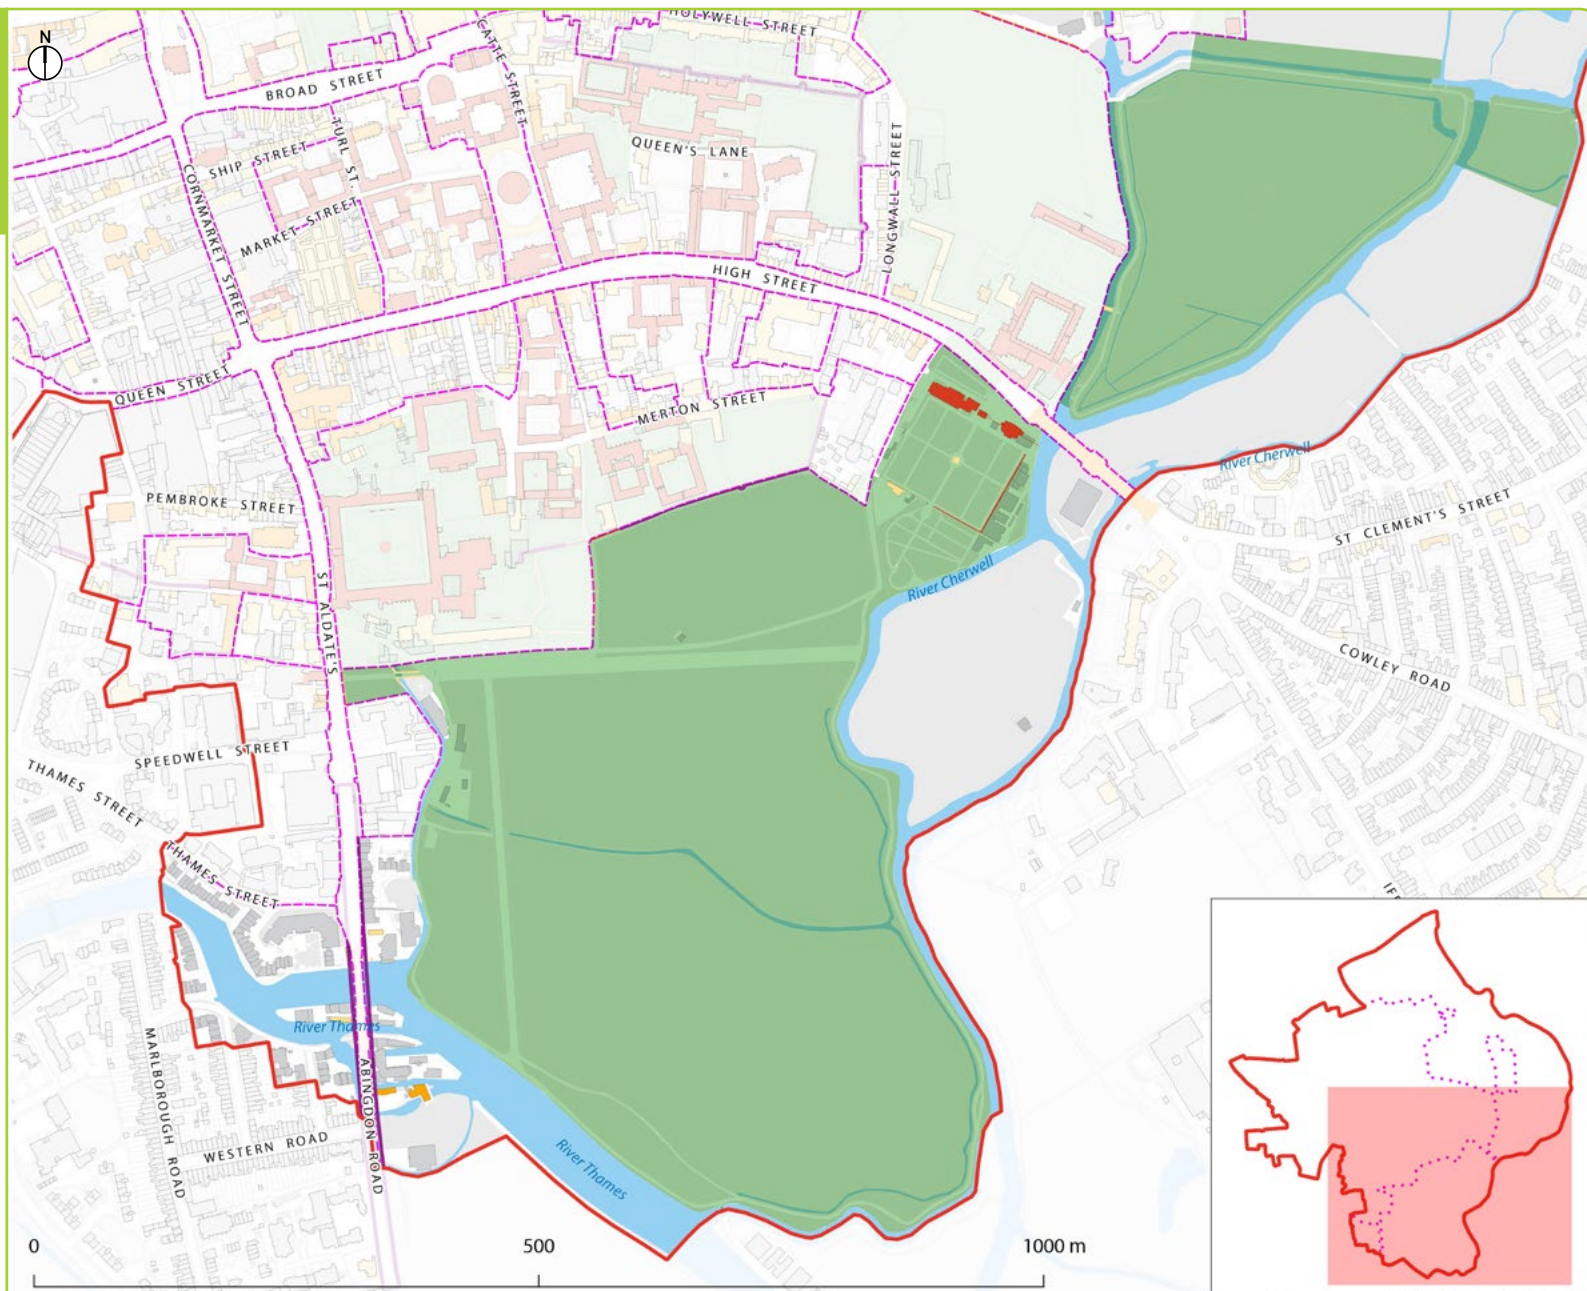 N
HOLYWELL STREET
CATTE STREET
BROAD STREET
TURL ST.
QUEEN'S LANE
SHIP STREET
LONGWALL STREET
CORNMARKET STREET
MARKET STREET
HIGH STREET
QUEEN STREET
MERTON STREET
River Cherwell
PEMBROKE STREET
ST CLEMENT'S STREET
River Cherwell
ST ALDATE'S
COWLEY ROAD
SPEEDWELL STREET
THAMES STREET
THAMES STREET
River Thames
MARLBOROUGH ROAD
ABINGDON ROAD
WESTERN ROAD
River Thames
0 500 1000 m